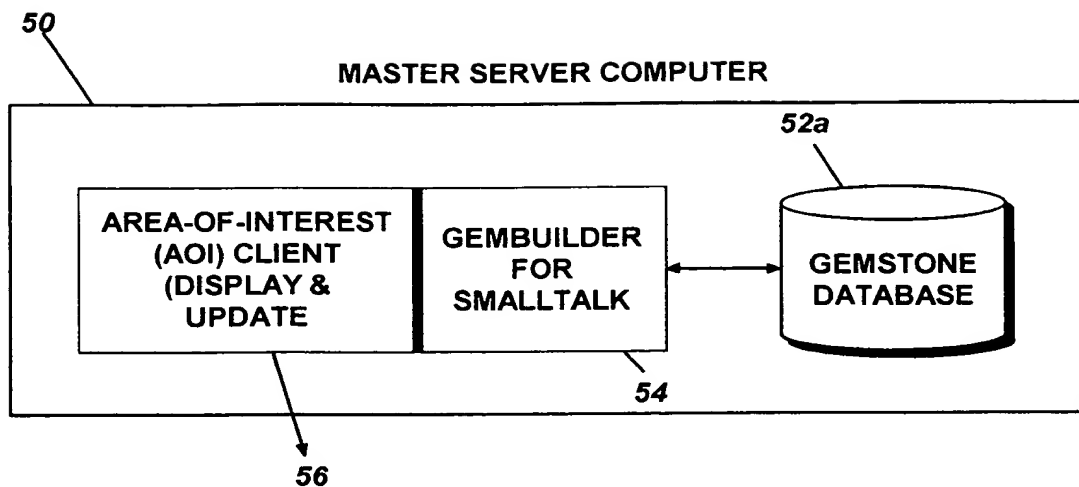 50
MASTER SERVER COMPUTER
52a
AREA-OF-INTEREST
(AOI) CLIENT
(DISPLAY &
UPDATE
GEMBUILDER
FOR
SMALLTALK
GEMSTONE
DATABASE
54
56